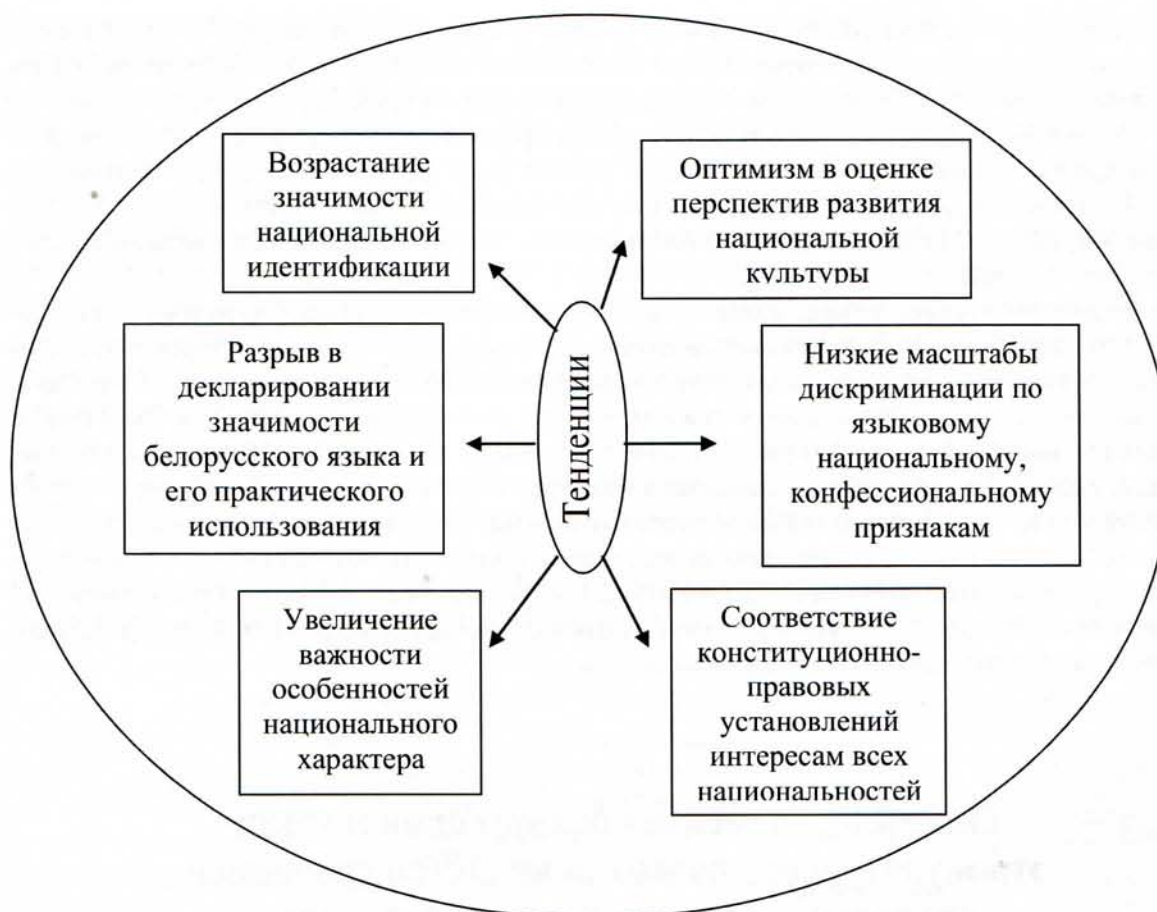 Возрастание
значимости
национальной
идентификации
Оптимизм в оценке
перспектив развития
национальной
культуры
Разрыв в
декларировании
значимости
белорусского языка и
его практического
использования
Тенденции
Низкие масштабы
дискриминации по
языковому
национальному,
конфессиональному
признакам
Увеличение
важности
особенностей
национального
характера
Соответствие
конституционно-
правовых
установлений
интересам всех
национальностей